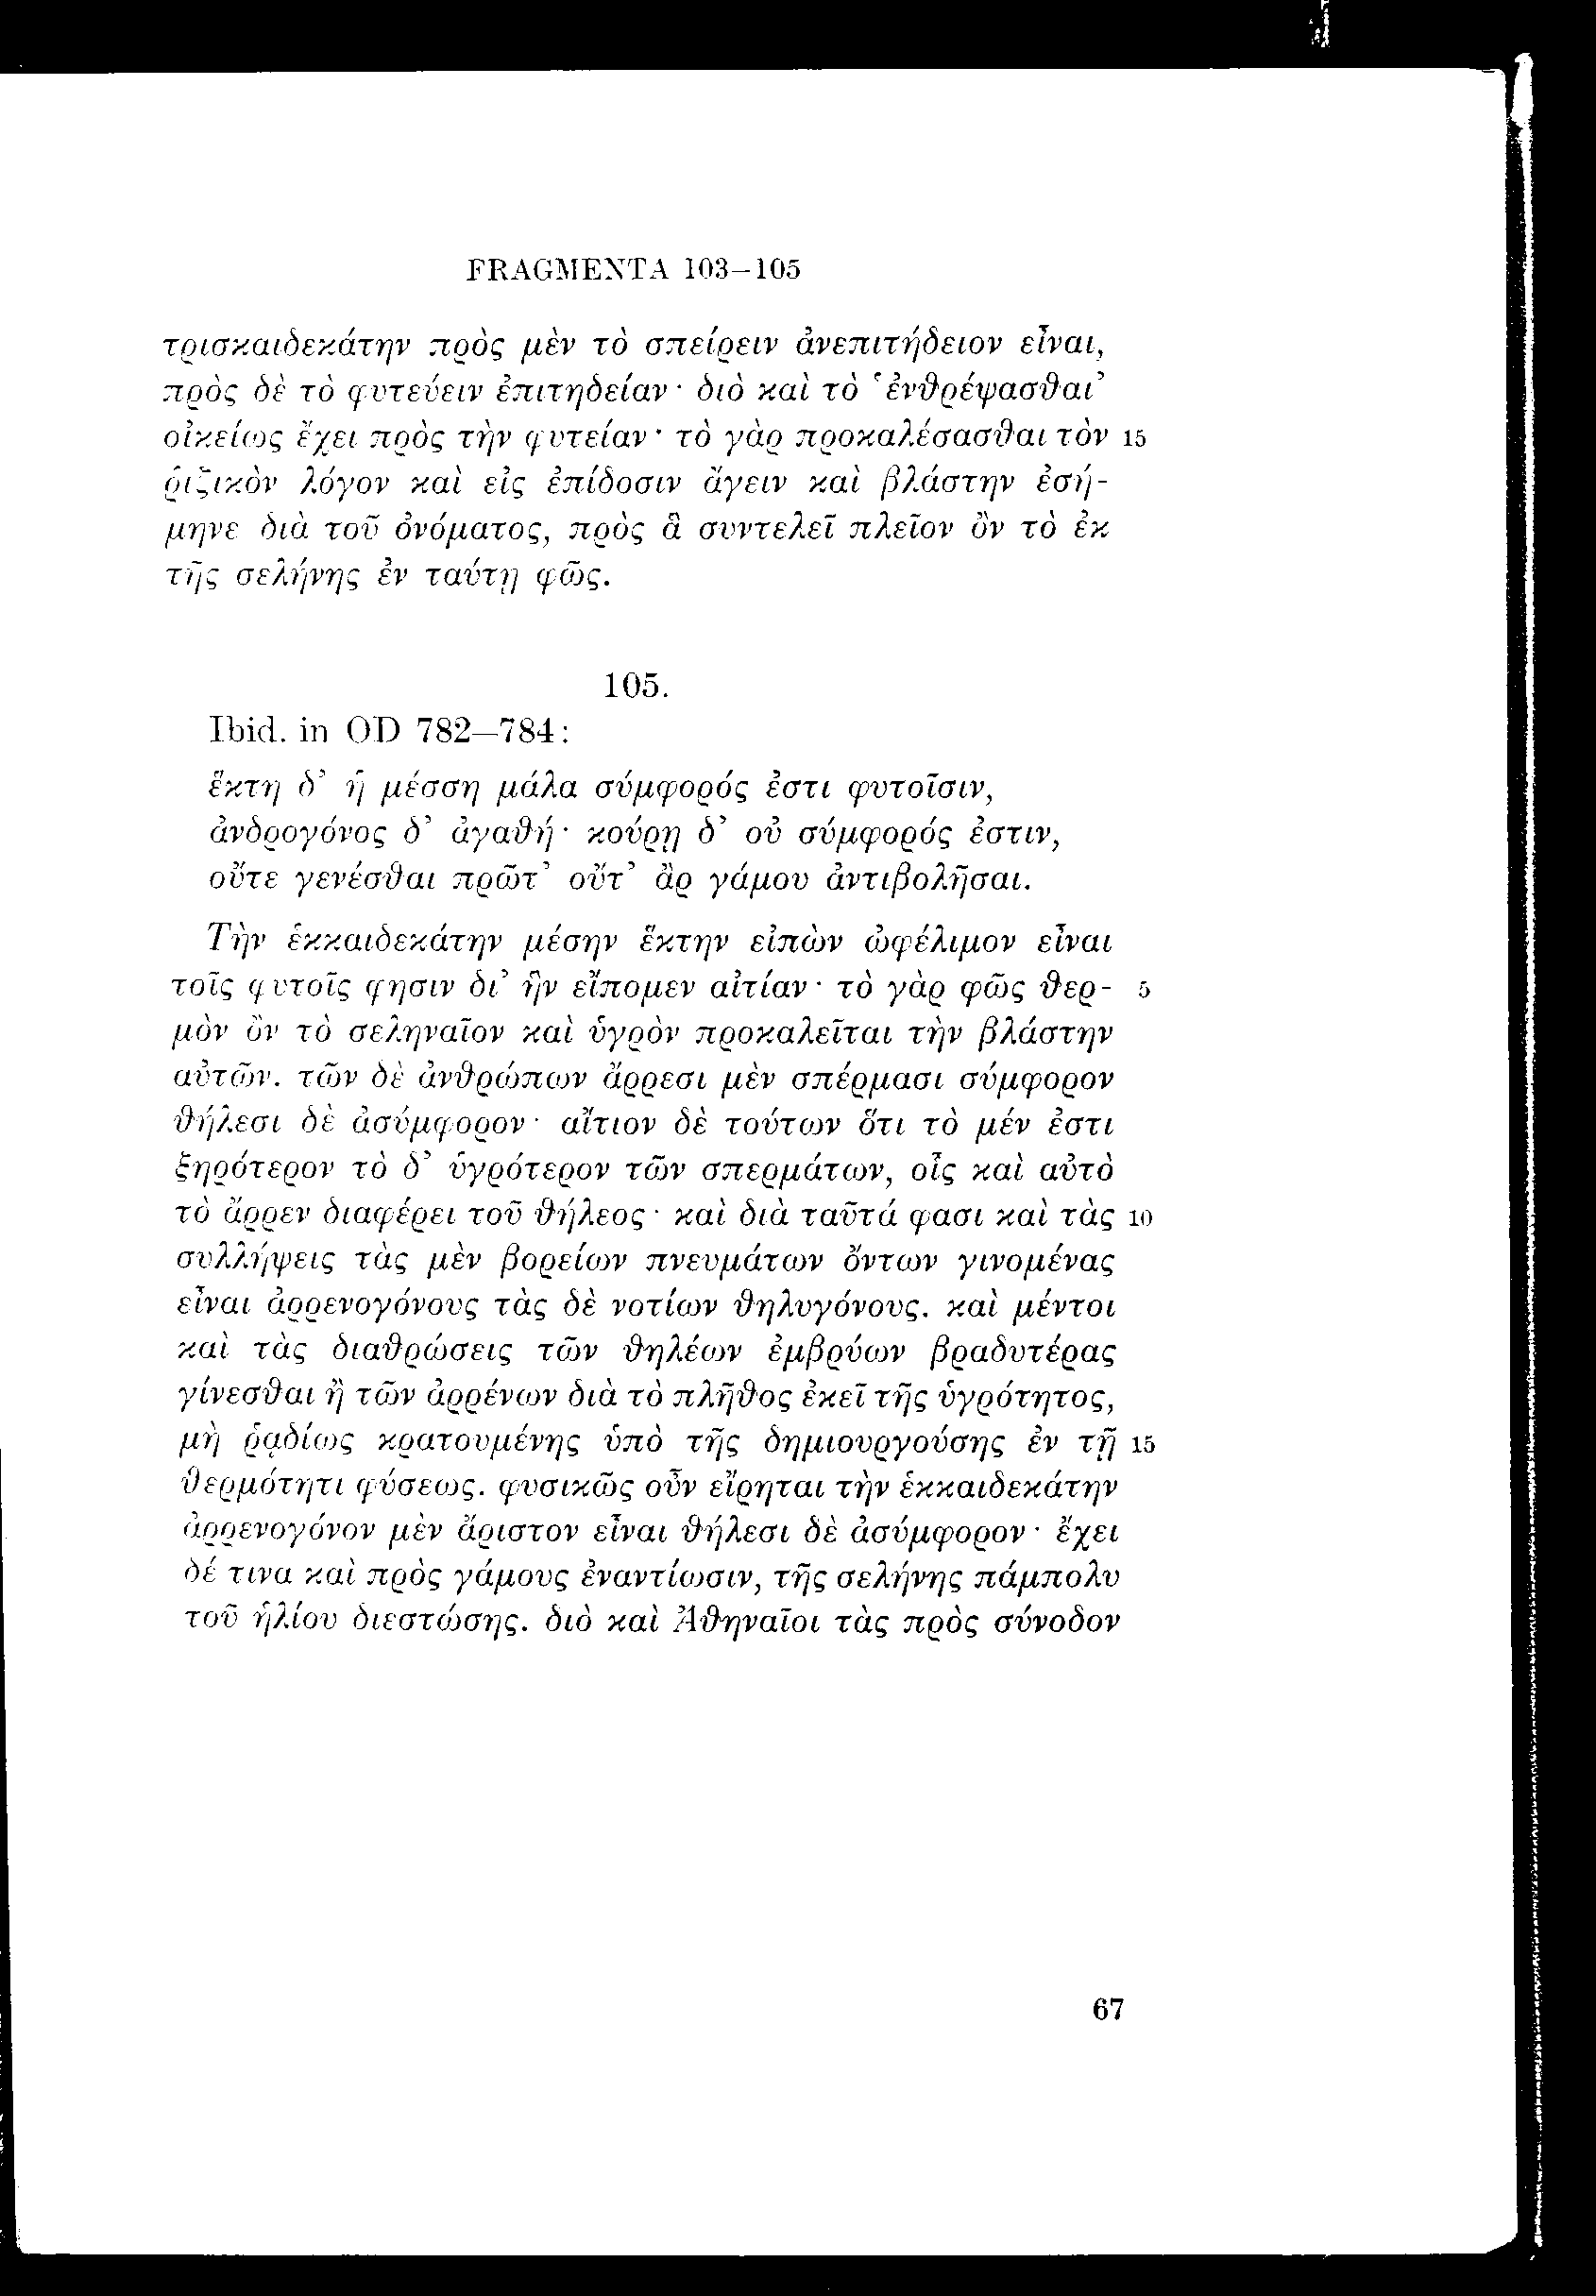 FRAGMENTA 103–105
τρισκαιδεκάτην πρὸς μὲν τὸ σπείρειν ἀνεπιτήδειον εἶναι,
πρὸς δὲ τὸ φυτεύειν ἐπιτηδείαν· διὸ καὶ τὸ ‘ἐνθρέψασθαι’
οἰκείως ἔχει πρὸς τὴν φυτείαν· τὸ γὰρ προκαλέσασθαι τὸν 15
ῥιζικὸν λόγον καὶ εἰς ἐπίδοσιν ἄγειν καὶ βλάστην ἐσή-
μηνε διὰ τοῦ ὀνόματος, πρὸς ἃ συντελεῖ πλεῖον ὂν τὸ ἐκ
τῆς σελήνης ἐν ταύτῃ φῶς.
105.
Ibid. in OD 782–784:
ἕκτη δ’ ἡ μέσση μάλα σύμφορός ἐστι φυτοῖσιν,
ἀνδρογόνος δ’ ἀγαθή· κούρῃ δ’ οὐ σύμφορός ἐστιν,
οὔτε γενέσθαι πρῶτ’ οὔτ’ ἂρ γάμου ἀντιβολῆσαι.
Τὴν ἑκκαιδεκάτην μέσην ἕκτην εἰπὼν ὠφέλιμον εἶναι
τοῖς φυτοῖς φησιν δι’ ἣν εἴπομεν αἰτίαν· τὸ γὰρ φῶς θερ- 5
μὸν ὂν τὸ σεληναῖον καὶ ὑγρὸν προκαλεῖται τὴν βλάστην
αὐτῶν. τῶν δὲ ἀνθρώπων ἄρρεσι μὲν σπέρμασι σύμφορον
θήλεσι δὲ ἀσύμφορον· αἴτιον δὲ τούτων ὅτι τὸ μέν ἐστι
ξηρότερον τὸ δ’ ὑγρότερον τῶν σπερμάτων, οἷς καὶ αὐτὸ
τὸ ἄρρεν διαφέρει τοῦ θήλεος· καὶ διὰ ταῦτά φασι καὶ τὰς 10
συλλήψεις τὰς μὲν βορείων πνευμάτων ὄντων γινομένας
εἶναι ἀρρενογόνους τὰς δὲ νοτίων θηλυγόνους. καὶ μέντοι
καὶ τὰς διαθρώσεις τῶν θηλέων ἐμβρύων βραδυτέρας
γίνεσθαι ἢ τῶν ἀρρένων διὰ τὸ πλῆθος ἐκεῖ τῆς ὑγρότητος,
μὴ ῥᾳδίως κρατουμένης ὑπὸ τῆς δημιουργούσης ἐν τῇ 15
θερμότητι φύσεως. φυσικῶς οὖν εἴρηται τὴν ἑκκαιδεκάτην
ἀρρενογόνον μὲν ἄριστον εἶναι θήλεσι δὲ ἀσύμφορον· ἔχει
δέ τινα καὶ πρὸς γάμους ἐναντίωσιν, τῆς σελήνης πάμπολυ
τοῦ ἡλίου διεστώσης. διὸ καὶ Ἀθηναῖοι τὰς πρὸς σύνοδον
67